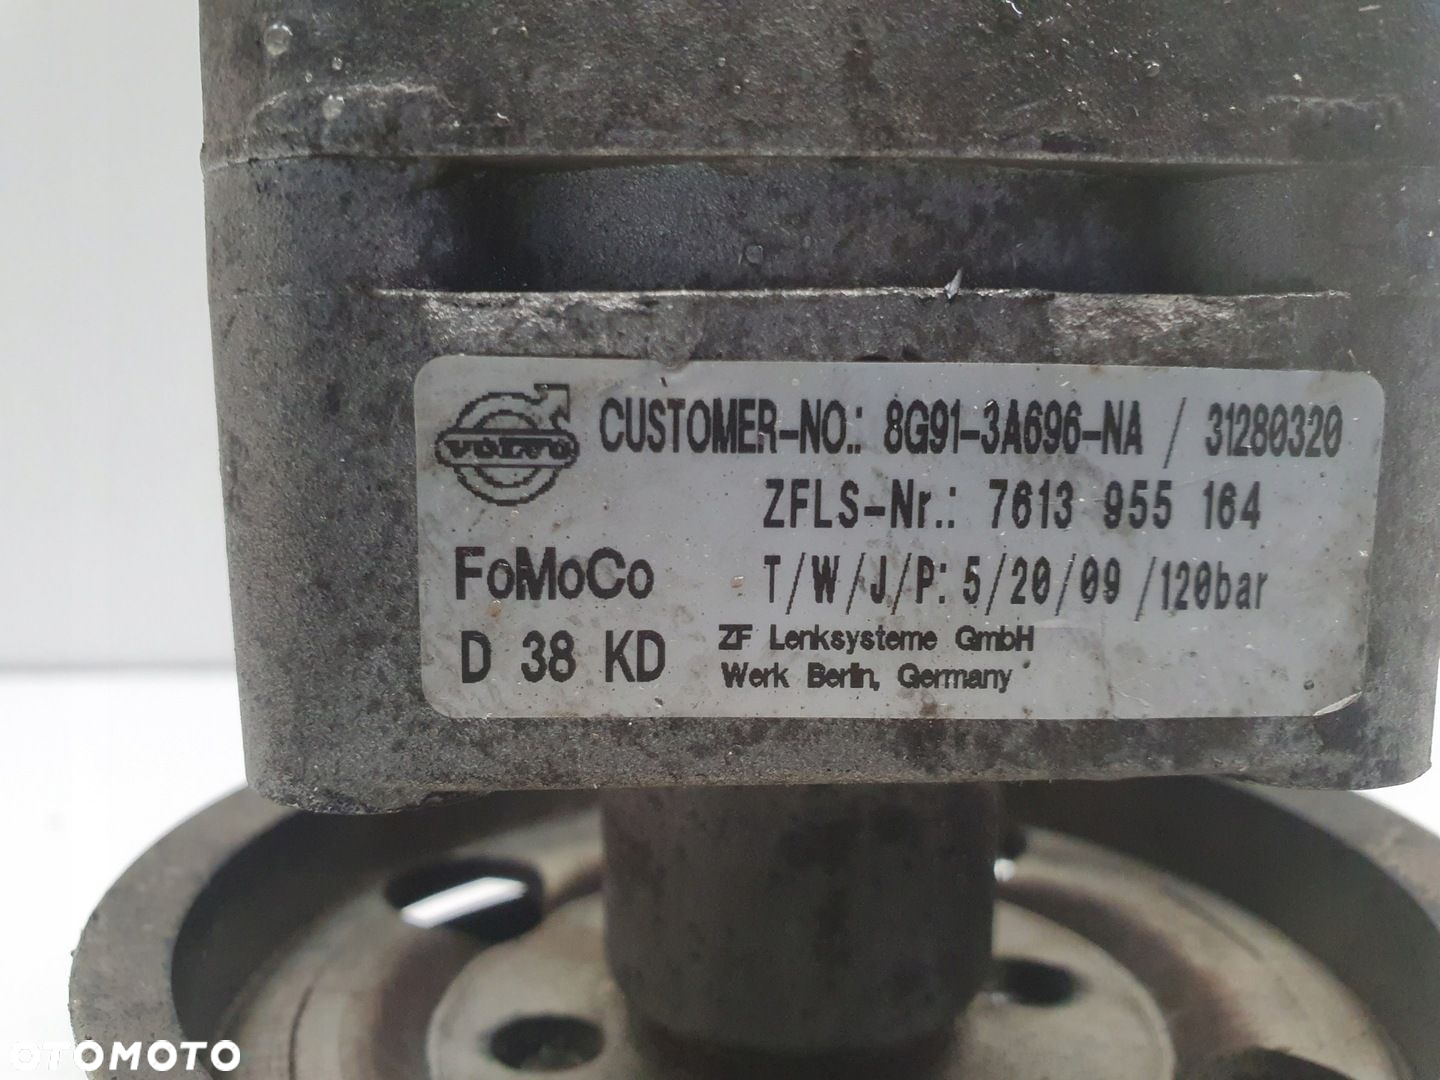 VOLVO
CUSTOMER-NO.: 8G91-3A696-NA / 31280320
ZFLS-Nr.: 7613 955 164
FoMoCo
T/W/J/P: 5/20/09 /120bar
D 38 KD
ZF Lenksysteme GmbH
Werk Berlin, Germany
OTOMOTO